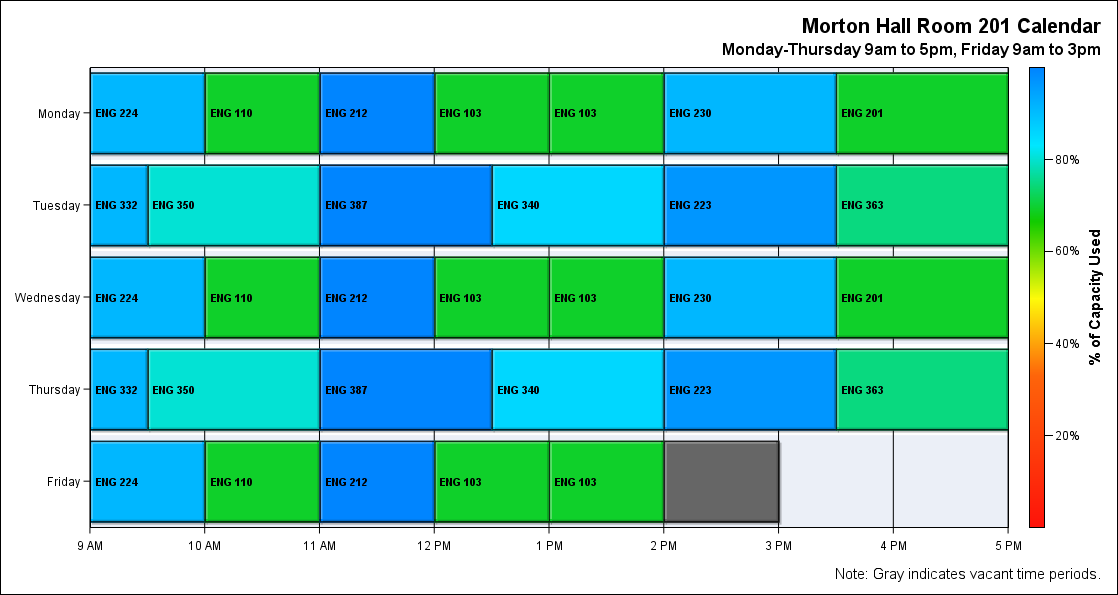 Morton Hall Room 201 Calendar
Monday-Thursday 9am to 5pm, Friday 9am to 3pm
Monday ENG 224 ENG 110 ENG 212 ENG 103 ENG 103 ENG 230 ENG 201
Tuesday ENG 332 ENG 350 ENG 387 ENG 340 ENG 223 ENG 363
Wednesday ENG 224 ENG 110 ENG 212 ENG 103 ENG 103 ENG 230 ENG 201
Thursday ENG 332 ENG 350 ENG 387 ENG 340 ENG 223 ENG 363
Friday ENG 224 ENG 110 ENG 212 ENG 103 ENG 103
9 AM 10 AM 11 AM 12 PM 1 PM 2 PM 3 PM 4 PM 5 PM
80%
60%
40%
20%
% of Capacity Used
Note: Gray indicates vacant time periods.